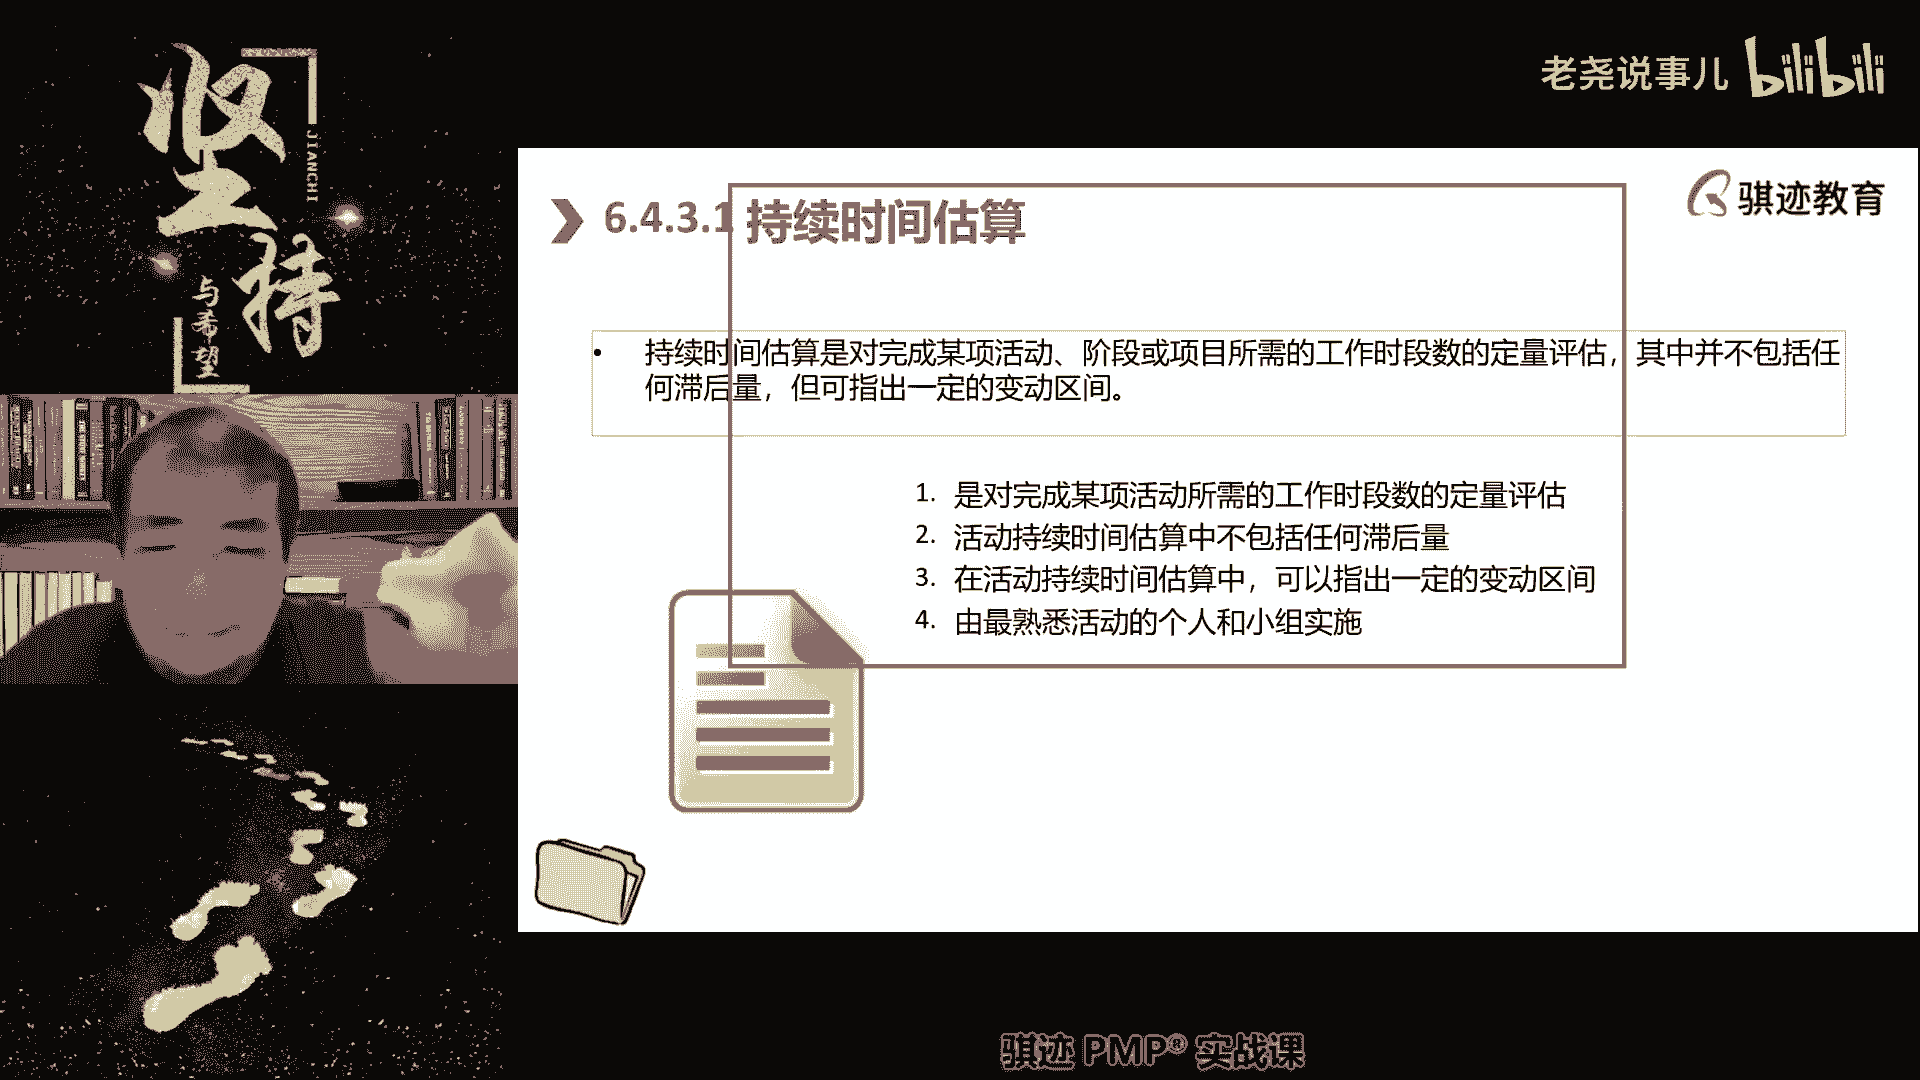 坚持
JIANCHI
与希望
老尧说事儿 bilibili
骐迹教育
6.4.3.1 持续时间估算
• 持续时间估算是对完成某项活动、阶段或项目所需的工作时段数的定量评估，其中并不包括任
何滞后量，但可指出一定的变动区间。
1. 是对完成某项活动所需的工作时段数的定量评估
2. 活动持续时间估算中不包括任何滞后量
3. 在活动持续时间估算中，可以指出一定的变动区间
4. 由最熟悉活动的个人和小组实施
骐迹 PMP® 实战课